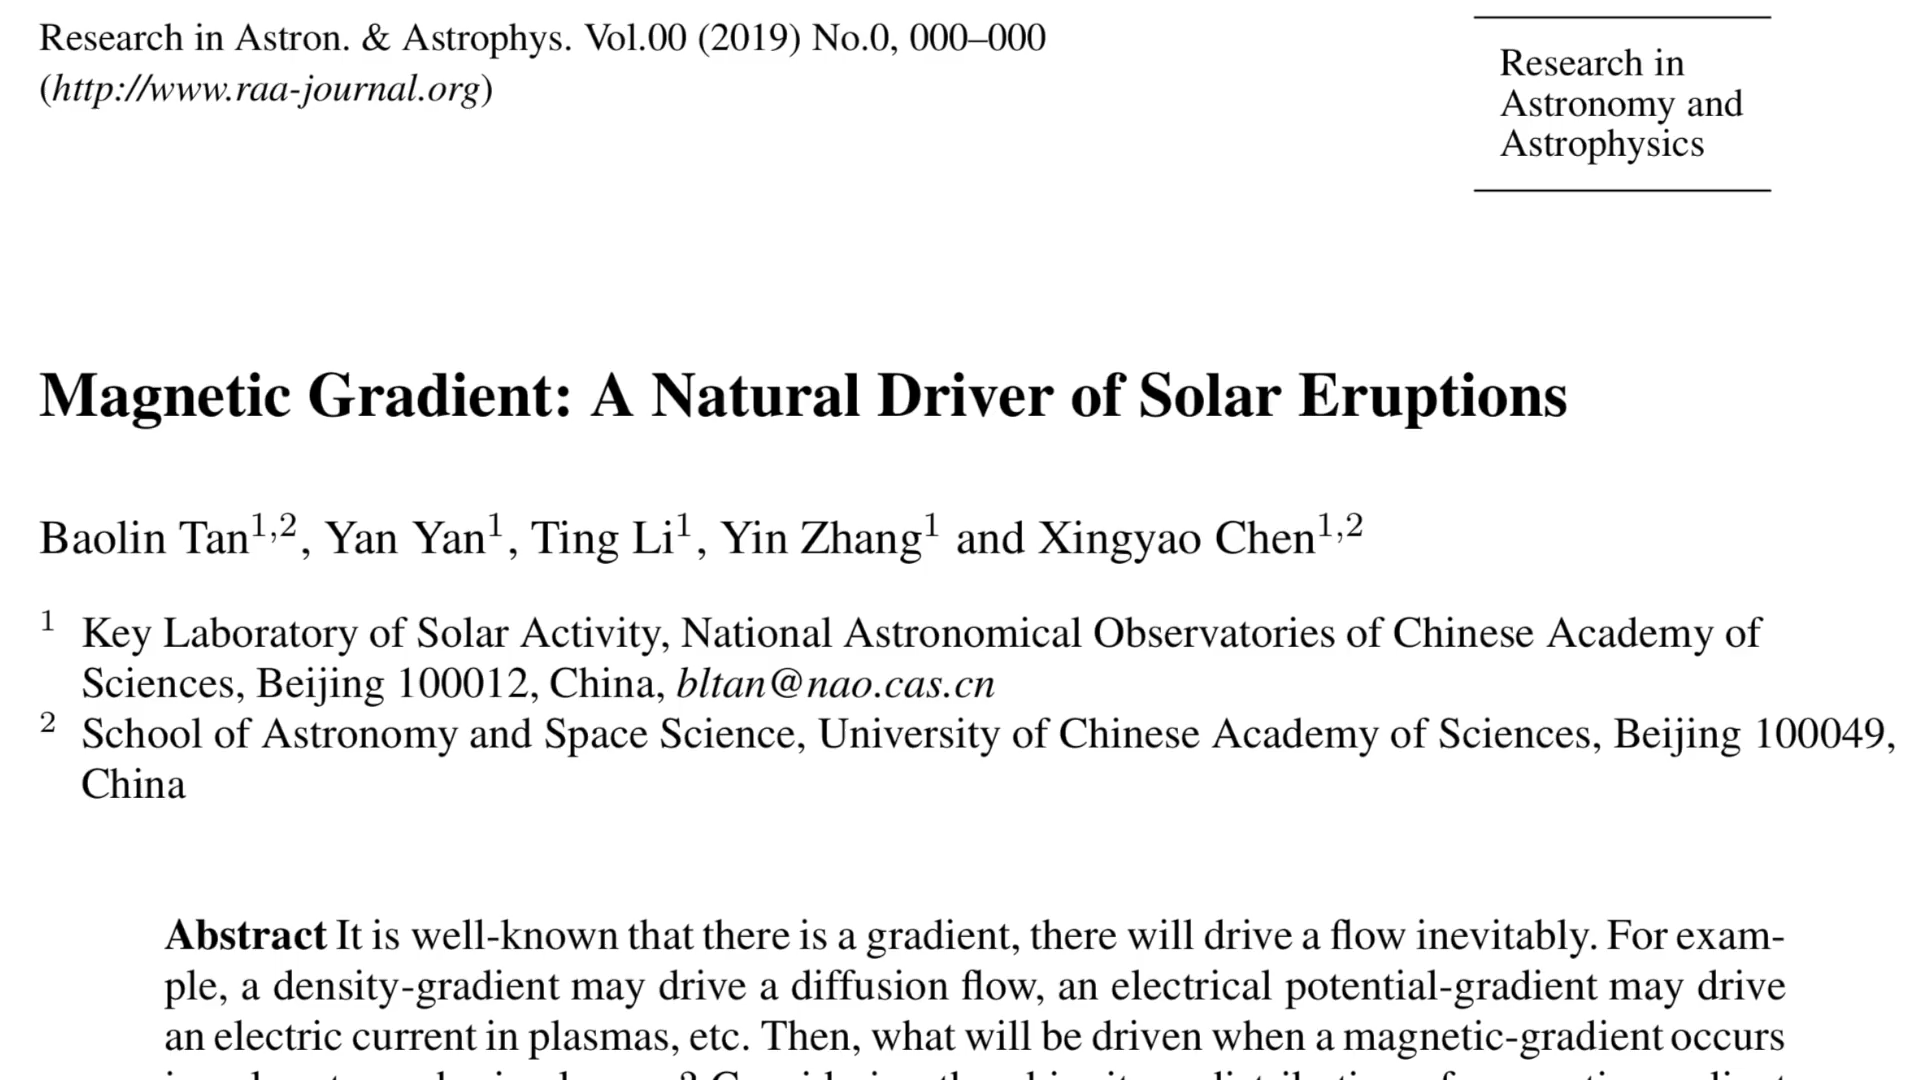 Research in Astron. & Astrophys. Vol.00 (2019) No.0, 000–000
(http://www.raa-journal.org)
Research in
Astronomy and
Astrophysics
Magnetic Gradient: A Natural Driver of Solar Eruptions
Baolin Tan1,2, Yan Yan1, Ting Li1, Yin Zhang1 and Xingyao Chen1,2
1 Key Laboratory of Solar Activity, National Astronomical Observatories of Chinese Academy of
Sciences, Beijing 100012, China, bltan@nao.cas.cn
2 School of Astronomy and Space Science, University of Chinese Academy of Sciences, Beijing 100049,
China
Abstract It is well-known that there is a gradient, there will drive a flow inevitably. For exam-
ple, a density-gradient may drive a diffusion flow, an electrical potential-gradient may drive
an electric current in plasmas, etc. Then, what will be driven when a magnetic-gradient occurs